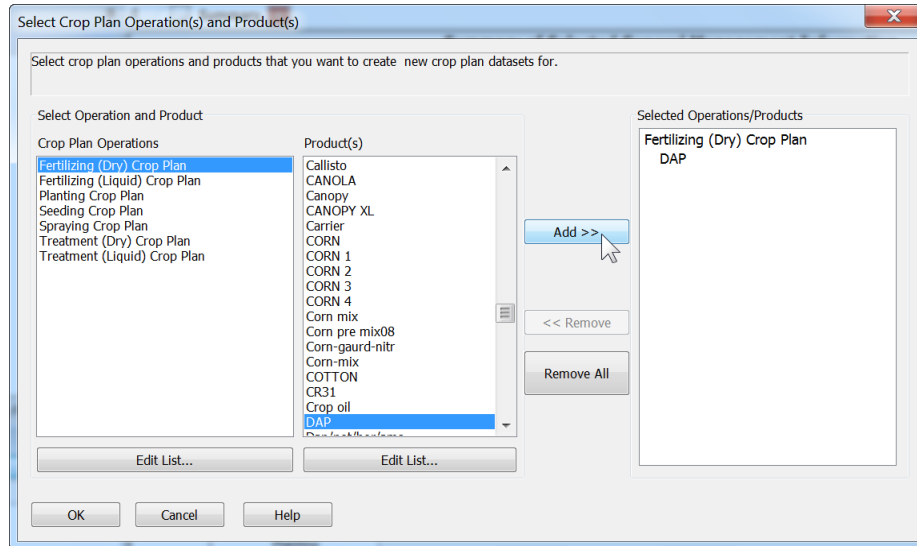 Select Crop Plan Operation(s) and Product(s)
Select crop plan operations and products that you want to create new crop plan datasets for.
Select Operation and Product
Crop Plan Operations
Fertilizing (Dry) Crop Plan
Fertilizing (Liquid) Crop Plan
Planting Crop Plan
Seeding Crop Plan
Spraying Crop Plan
Treatment (Dry) Crop Plan
Treatment (Liquid) Crop Plan
Edit List...
Product(s)
Callisto
CANOLA
Canopy
CANOPY XL
Carrier
CORN
CORN 1
CORN 2
CORN 3
CORN 4
Corn mix
Corn pre mix08
Corn-gaurd-nitr
Corn-mix
COTTON
CR31
Crop oil
DAP
Edit List...
Add >>
<< Remove
Remove All
Selected Operations/Products
Fertilizing (Dry) Crop Plan
DAP
OK
Cancel
Help